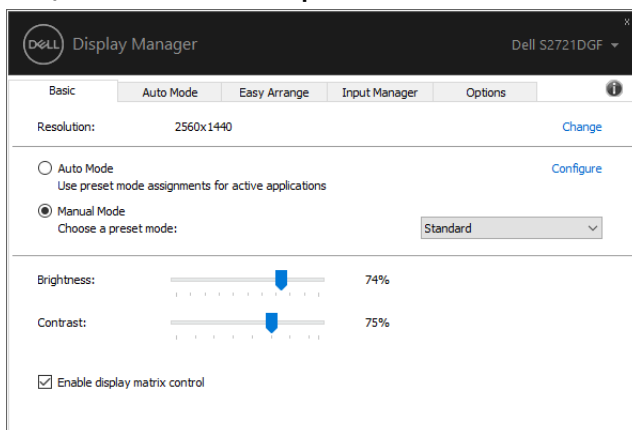 DELL Display Manager
Dell S2721DGF
Basic Auto Mode Easy Arrange Input Manager Options
Resolution: 2560x1440 Change
Auto Mode Configure
Use preset mode assignments for active applications
Manual Mode
Choose a preset mode: Standard
Brightness: 74%
Contrast: 75%
Enable display matrix control